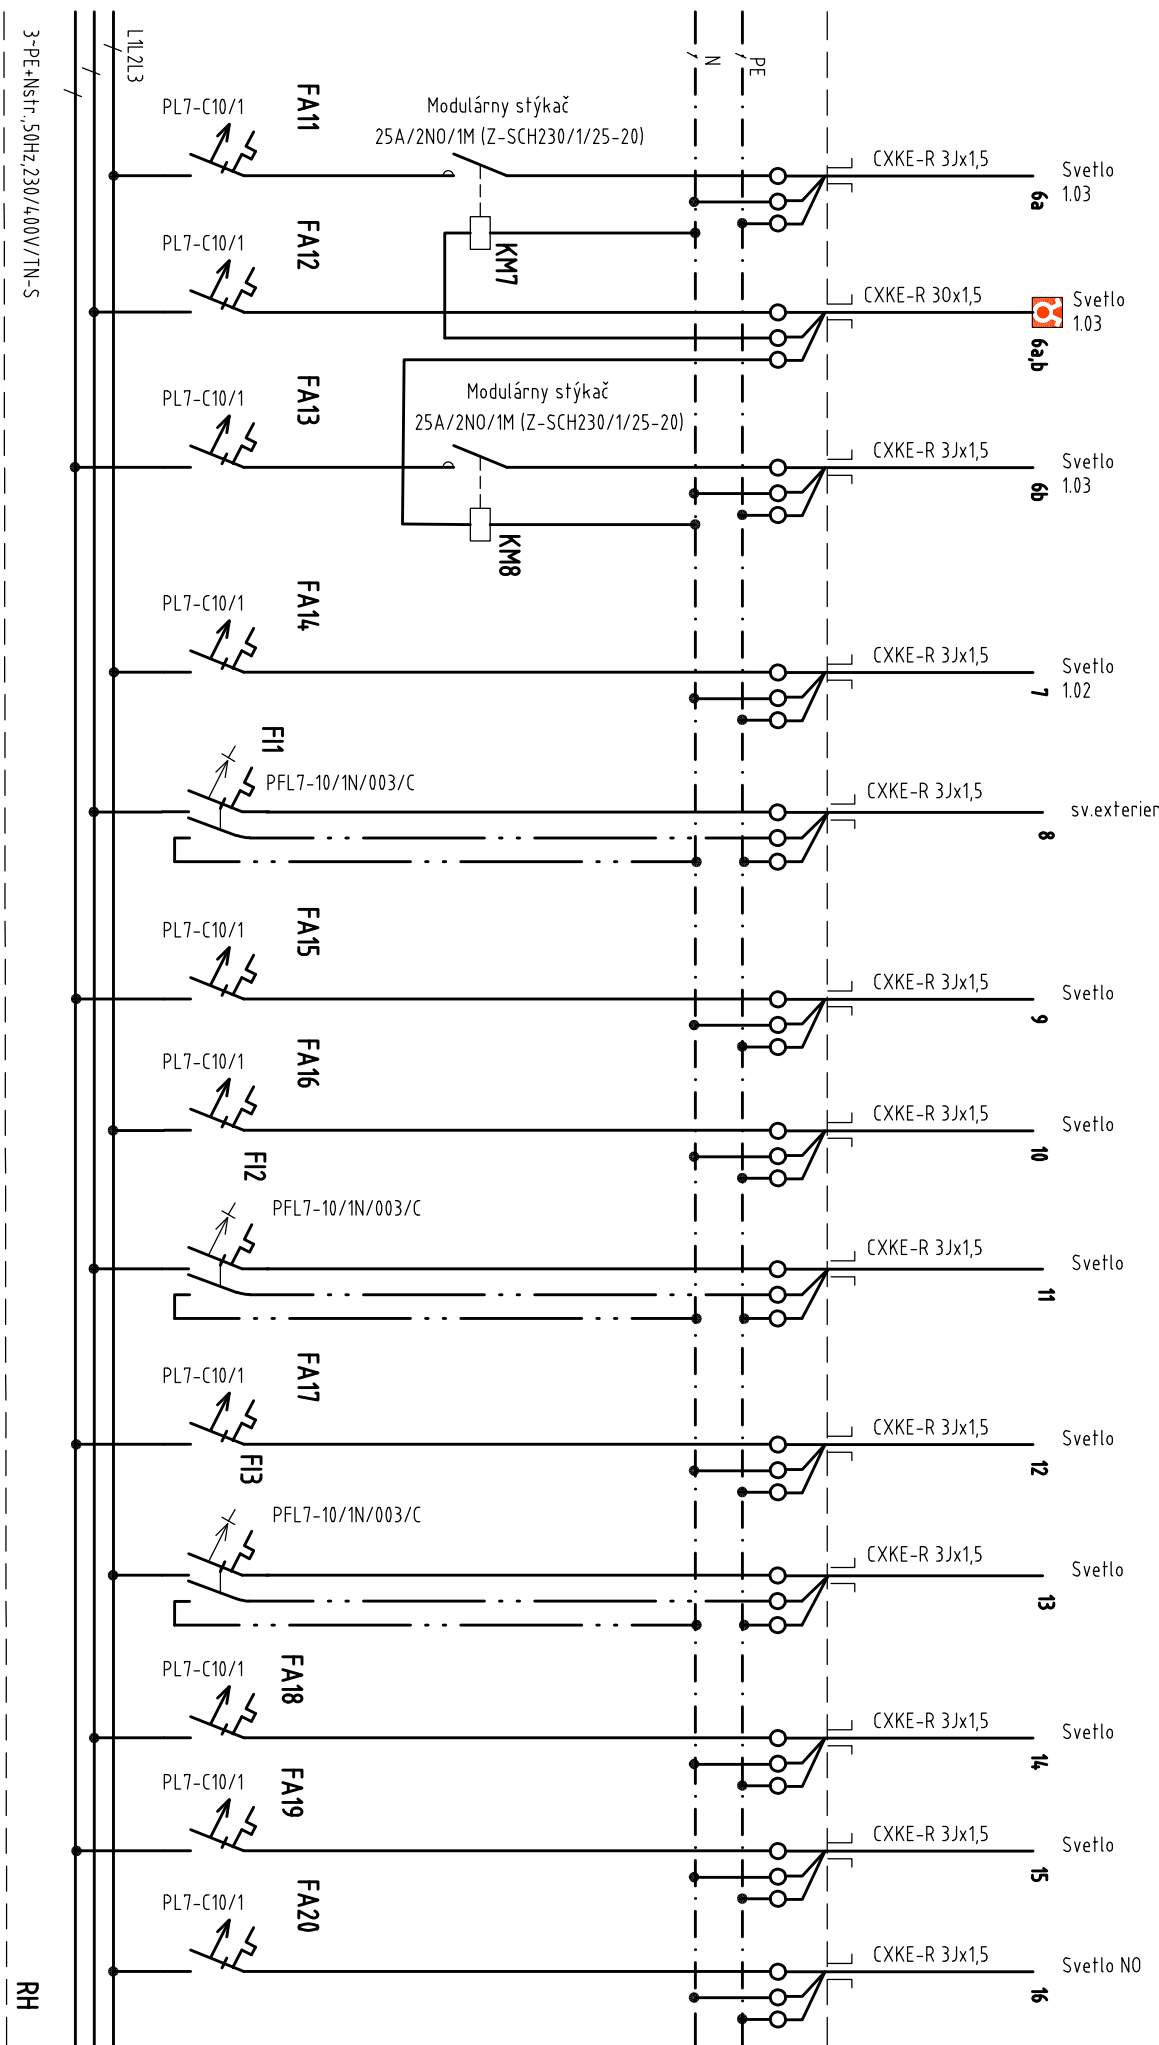 3~PE+Nstr.,50Hz,230/400V/TN-S
L1L2L3
N
PE
FA11
PL7-C10/1
Modulárny stýkač
25A/2NO/1M (Z-SCH230/1/25-20)
KM7
CXKE-R 3Jx1,5
6a
Svetlo
1.03
FA12
PL7-C10/1
CXKE-R 3Ox1,5
6a,b
Svetlo
1.03
FA13
PL7-C10/1
Modulárny stýkač
25A/2NO/1M (Z-SCH230/1/25-20)
KM8
CXKE-R 3Jx1,5
6b
Svetlo
1.03
FA14
PL7-C10/1
CXKE-R 3Jx1,5
7
Svetlo
1.02
FI1
PFL7-10/1N/003/C
CXKE-R 3Jx1,5
8
sv.exterier
FA15
PL7-C10/1
CXKE-R 3Jx1,5
9
Svetlo
FA16
PL7-C10/1
CXKE-R 3Jx1,5
10
Svetlo
FI2
PFL7-10/1N/003/C
CXKE-R 3Jx1,5
11
Svetlo
FA17
PL7-C10/1
CXKE-R 3Jx1,5
12
Svetlo
FI3
PFL7-10/1N/003/C
CXKE-R 3Jx1,5
13
Svetlo
FA18
PL7-C10/1
CXKE-R 3Jx1,5
14
Svetlo
FA19
PL7-C10/1
CXKE-R 3Jx1,5
15
Svetlo
FA20
PL7-C10/1
CXKE-R 3Jx1,5
16
Svetlo NO
RH